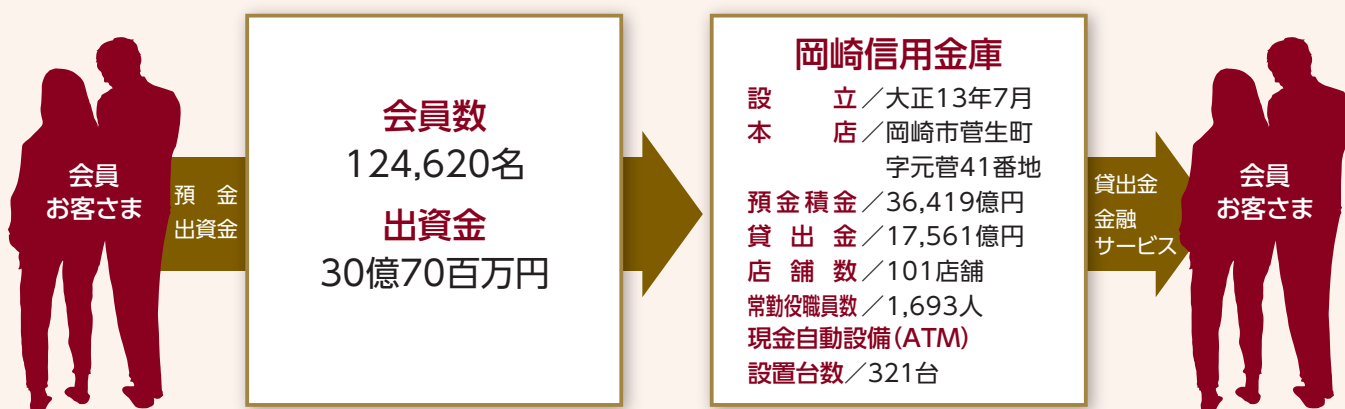 会員
お客さま
預　金
出資金
会員数
124,620名
出資金
30億70百万円
岡崎信用金庫
設　立／大正13年7月
本　店／岡崎市菅生町
字元菅41番地
預金積金／36,419億円
貸出金／17,561億円
店舗数／101店舗
常勤役職員数／1,693人
現金自動設備(ATM)
設置台数／321台
貸出金
金融
サービス
会員
お客さま